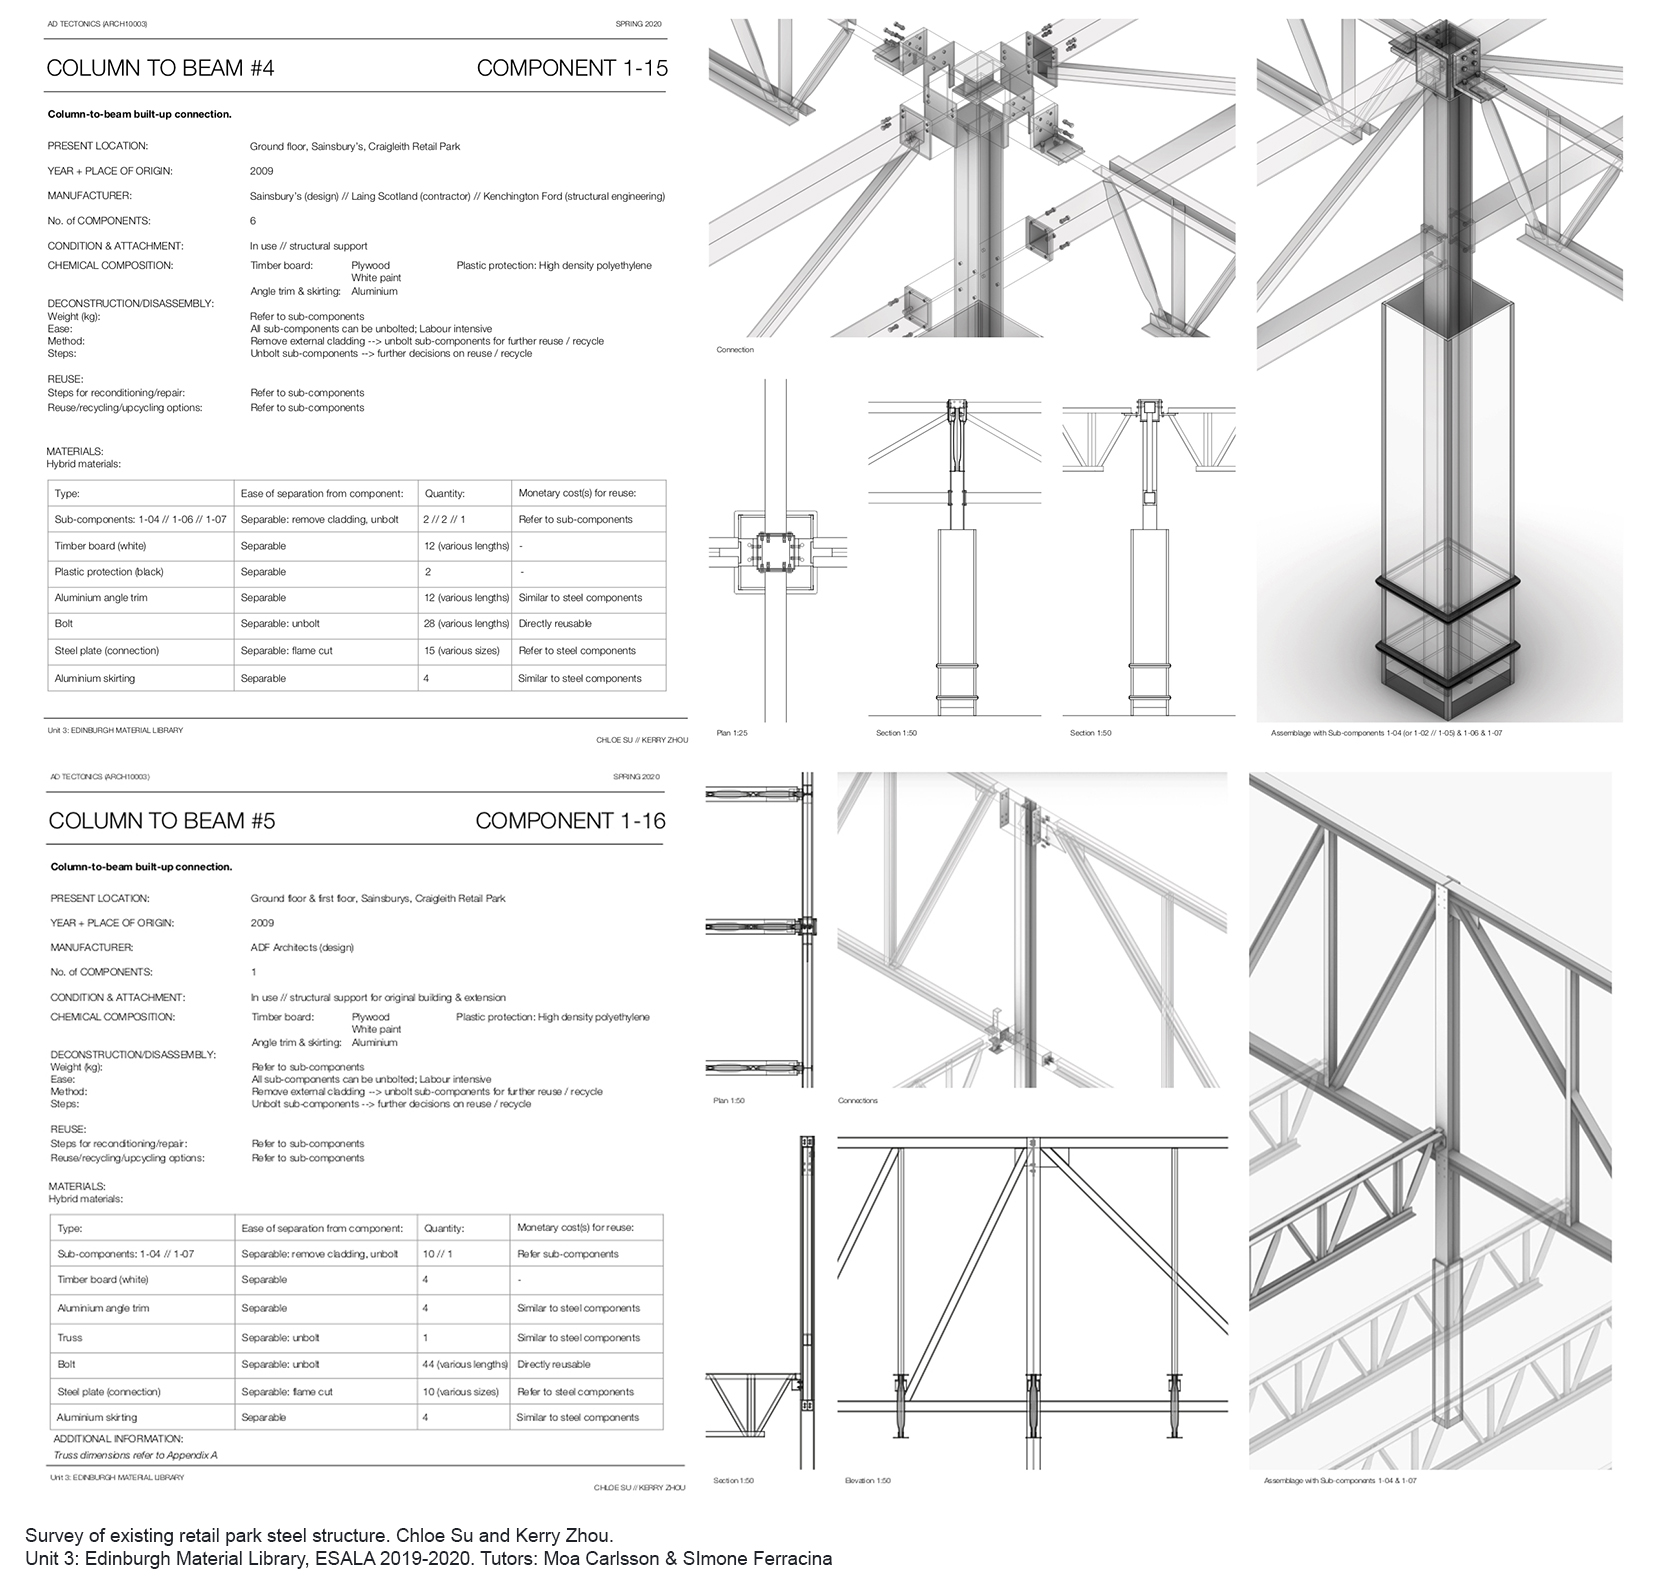 AD TECTONICS (ARCH10003) SPRING 2020
COLUMN TO BEAM #4 COMPONENT 1-15
Column-to-beam built-up connection.
PRESENT LOCATION: Ground floor, Sainsbury's, Craigleith Retail Park
YEAR + PLACE OF ORIGIN: 2009
MANUFACTURER: Sainsbury's (design) // Laing Scotland (contractor) // Kenchington Ford (structural engineering)
No. of COMPONENTS: 6
CONDITION & ATTACHMENT: In use // structural support
CHEMICAL COMPOSITION: Timber board: Plywood Plastic protection: High density polyethylene
White paint
Angle trim & skirting: Aluminium
DECONSTRUCTION/DISASSEMBLY:
Weight (kg): Refer to sub-components
Ease: All sub-components can be unbolted; Labour intensive
Method: Remove external cladding --> unbolt sub-components for further reuse / recycle
Steps: Unbolt sub-components --> further decisions on reuse / recycle
REUSE:
Steps for reconditioning/repair: Refer to sub-components
Reuse/recycling/upcycling options: Refer to sub-components
MATERIALS:
Hybrid materials:
Type: Ease of separation from component: Quantity: Monetary cost(s) for reuse:
Sub-components: 1-04 // 1-06 // 1-07 Separable: remove cladding, unbolt 2 // 2 // 1 Refer to sub-components
Timber board (white) Separable 12 (various lengths) -
Plastic protection (black) Separable 2 -
Aluminium angle trim Separable 12 (various lengths) Similar to steel components
Bolt Separable: unbolt 28 (various lengths) Directly reusable
Steel plate (connection) Separable: flame cut 15 (various sizes) Refer to steel components
Aluminium skirting Separable 4 Similar to steel components
Unit 3: EDINBURGH MATERIAL LIBRARY
CHLOE SU // KERRY ZHOU
Connection
Plan 1:25
Section 1:50
Section 1:50
Assemblage with Sub-components 1-04 (or 1-02 // 1-05) & 1-06 & 1-07
AD TECTONICS (ARCH10003) SPRING 2020
COLUMN TO BEAM #5 COMPONENT 1-16
Column-to-beam built-up connection.
PRESENT LOCATION: Ground floor & first floor, Sainsburys, Craigleith Retail Park
YEAR + PLACE OF ORIGIN: 2009
MANUFACTURER: ADF Architects (design)
No. of COMPONENTS: 1
CONDITION & ATTACHMENT: In use // structural support for original building & extension
CHEMICAL COMPOSITION: Timber board: Plywood Plastic protection: High density polyethylene
White paint
Angle trim & skirting: Aluminium
DECONSTRUCTION/DISASSEMBLY:
Weight (kg): Refer to sub-components
Ease: All sub-components can be unbolted; Labour intensive
Method: Remove external cladding --> unbolt sub-components for further reuse / recycle
Steps: Unbolt sub-components --> further decisions on reuse / recycle
REUSE:
Steps for reconditioning/repair: Refer to sub-components
Reuse/recycling/upcycling options: Refer to sub-components
MATERIALS:
Hybrid materials:
Type: Ease of separation from component: Quantity: Monetary cost(s) for reuse:
Sub-components: 1-04 // 1-07 Separable: remove cladding, unbolt 10 // 1 Refer sub-components
Timber board (white) Separable 4 -
Aluminium angle trim Separable 4 Similar to steel components
Truss Separable: unbolt 1 Similar to steel components
Bolt Separable: unbolt 44 (various lengths) Directly reusable
Steel plate (connection) Separable: flame cut 10 (various sizes) Refer to steel components
Aluminium skirting Separable 4 Similar to steel components
ADDITIONAL INFORMATION:
Truss dimensions refer to Appendix A
Unit 3: EDINBURGH MATERIAL LIBRARY
CHLOE SU // KERRY ZHOU
Plan 1:50
Connections
Section 1:50
Elevation 1:50
Assemblage with Sub-components 1-04 & 1-07
Survey of existing retail park steel structure. Chloe Su and Kerry Zhou.
Unit 3: Edinburgh Material Library, ESALA 2019-2020. Tutors: Moa Carlsson & SImone Ferracina